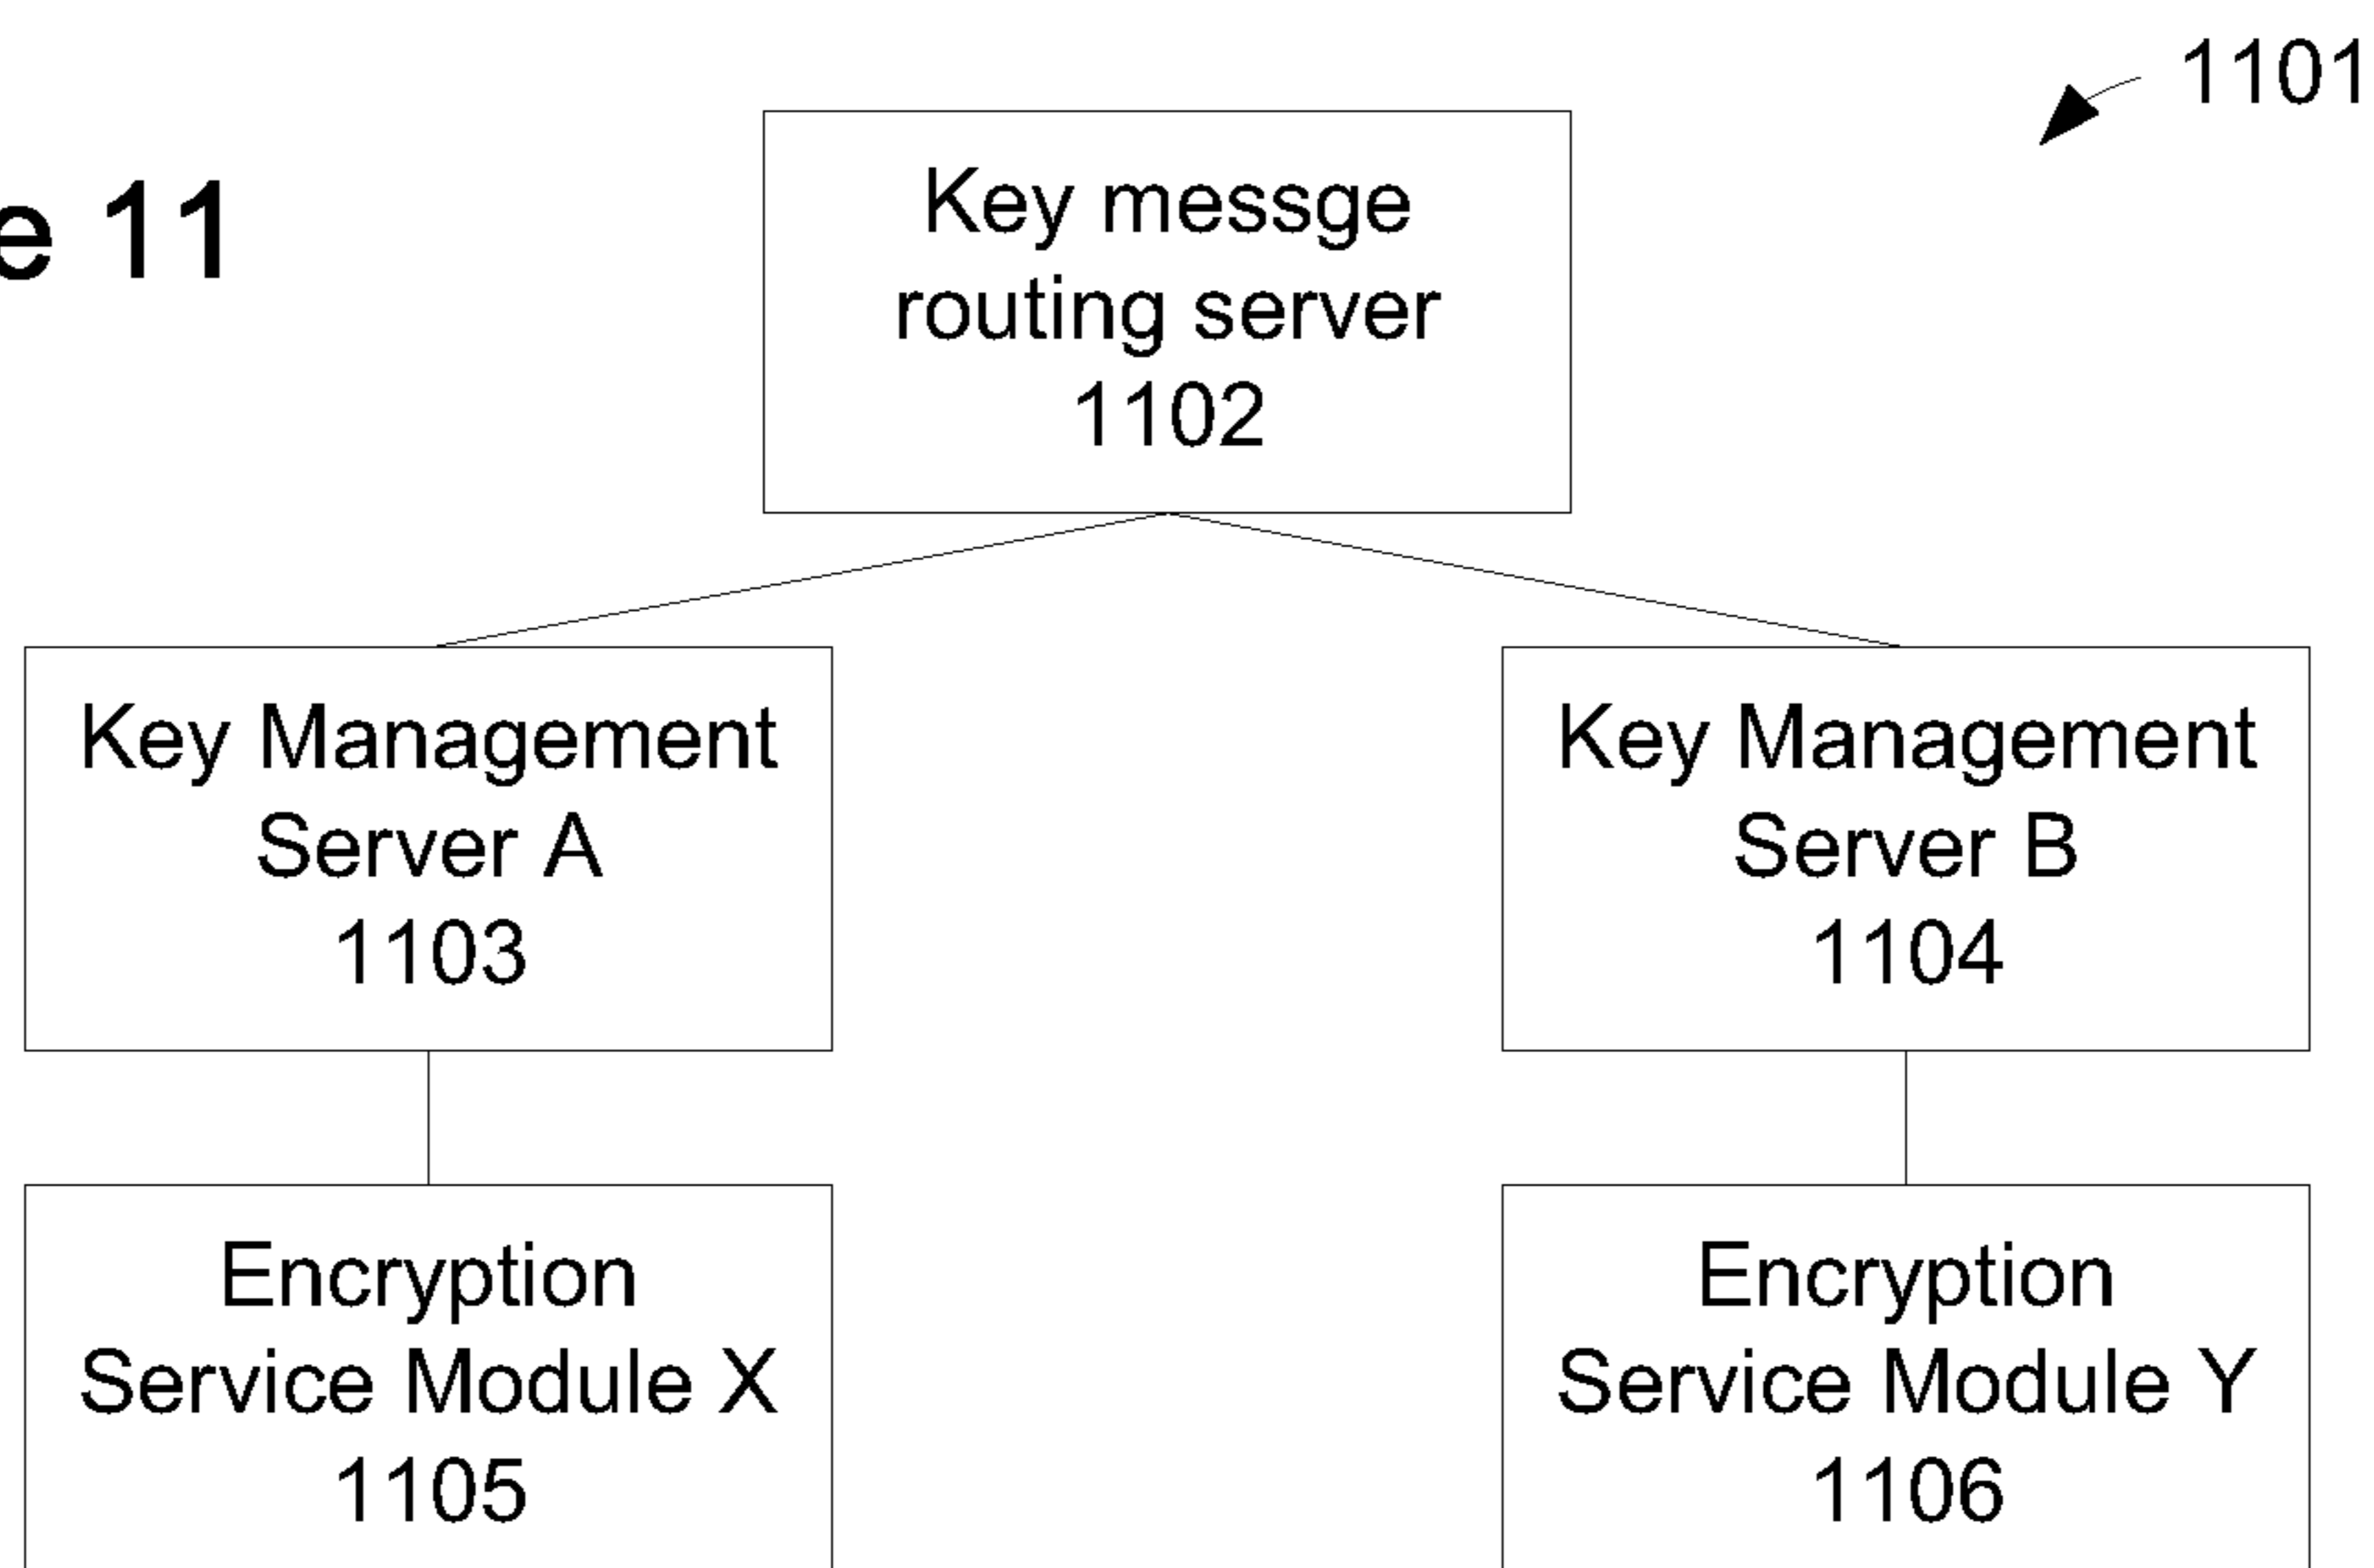 1101
e 11
Key messge
routing server
1102
Key Management
Server A
1103
Key Management
Server B
1104
Encryption
Service Module X
1105
Encryption
Service Module Y
1106